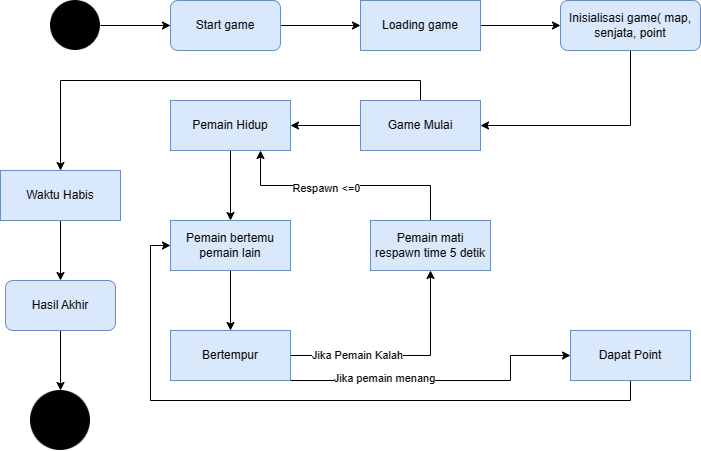 Start game
Loading game
Inisialisasi game( map,
senjata, point
Pemain Hidup
Game Mulai
Waktu Habis
Respawn <=0
Pemain bertemu
pemain lain
Pemain mati
respawn time 5 detik
Hasil Akhir
Bertempur
Jika Pemain Kalah
Dapat Point
Jika pemain menang